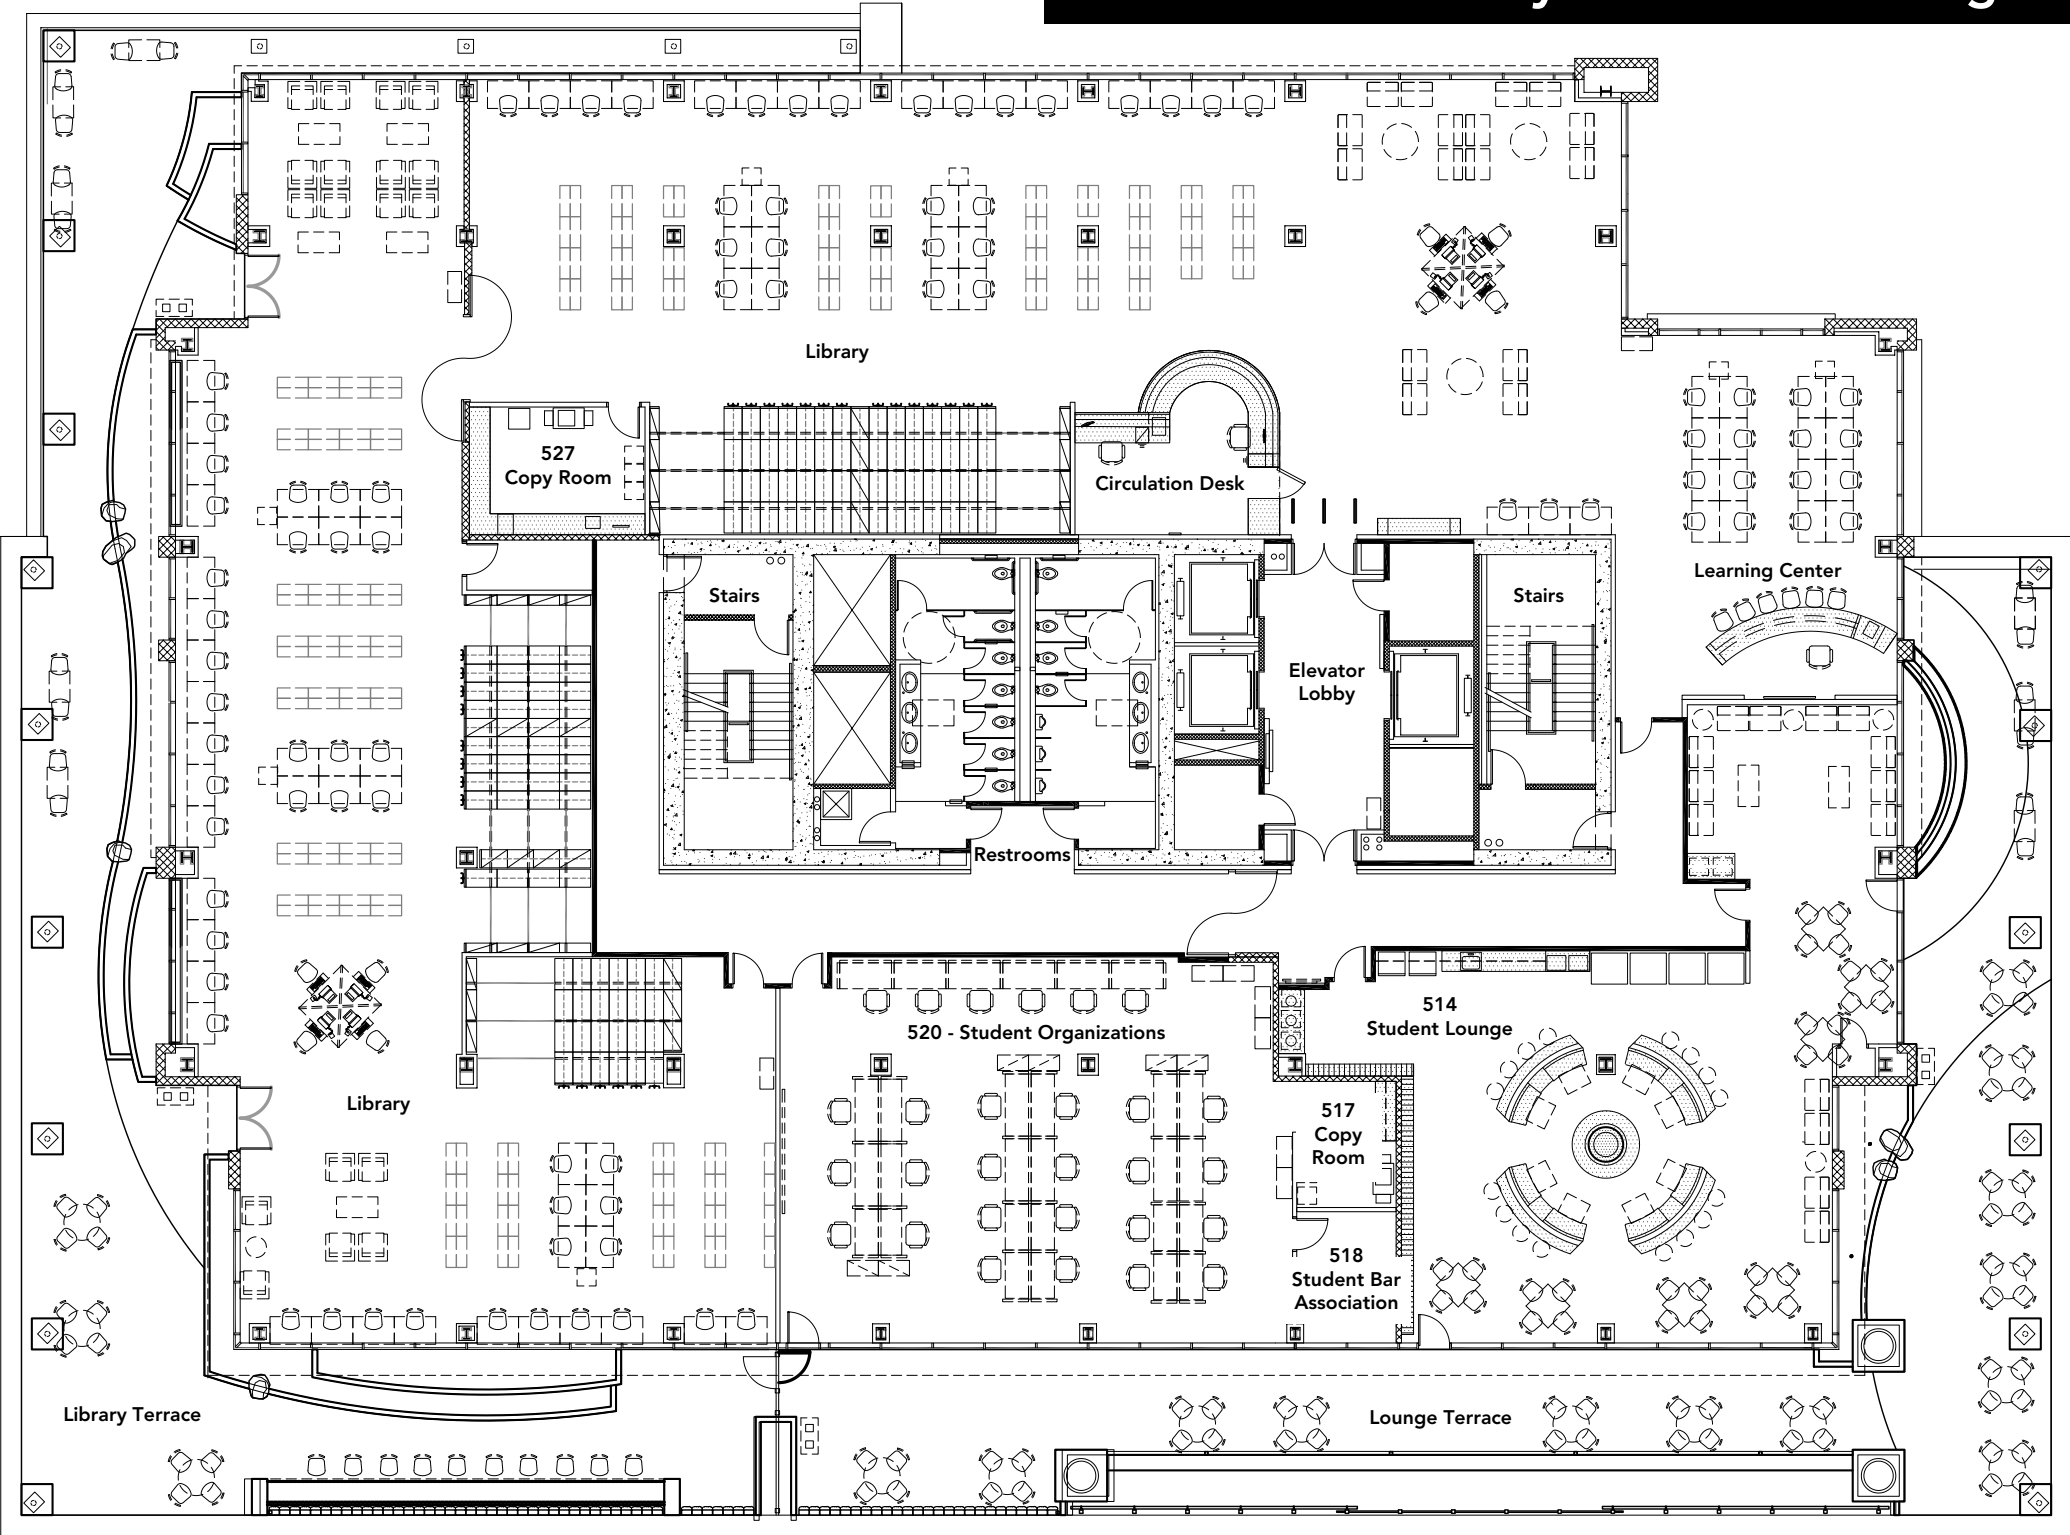 Library
527
Copy Room
Circulation Desk
Learning Center
Stairs
Stairs
Elevator
Lobby
Restrooms
514
Student Lounge
520 - Student Organizations
Library
517
Copy
Room
518
Student Bar
Association
Library Terrace
Lounge Terrace